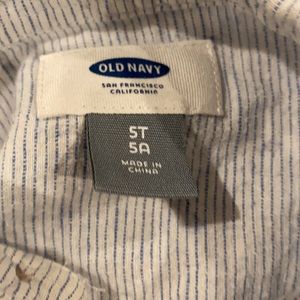 OLD NAVY
SAN FRANCISCO
CALIFORNIA
5T
5A
MADE IN
CHINA